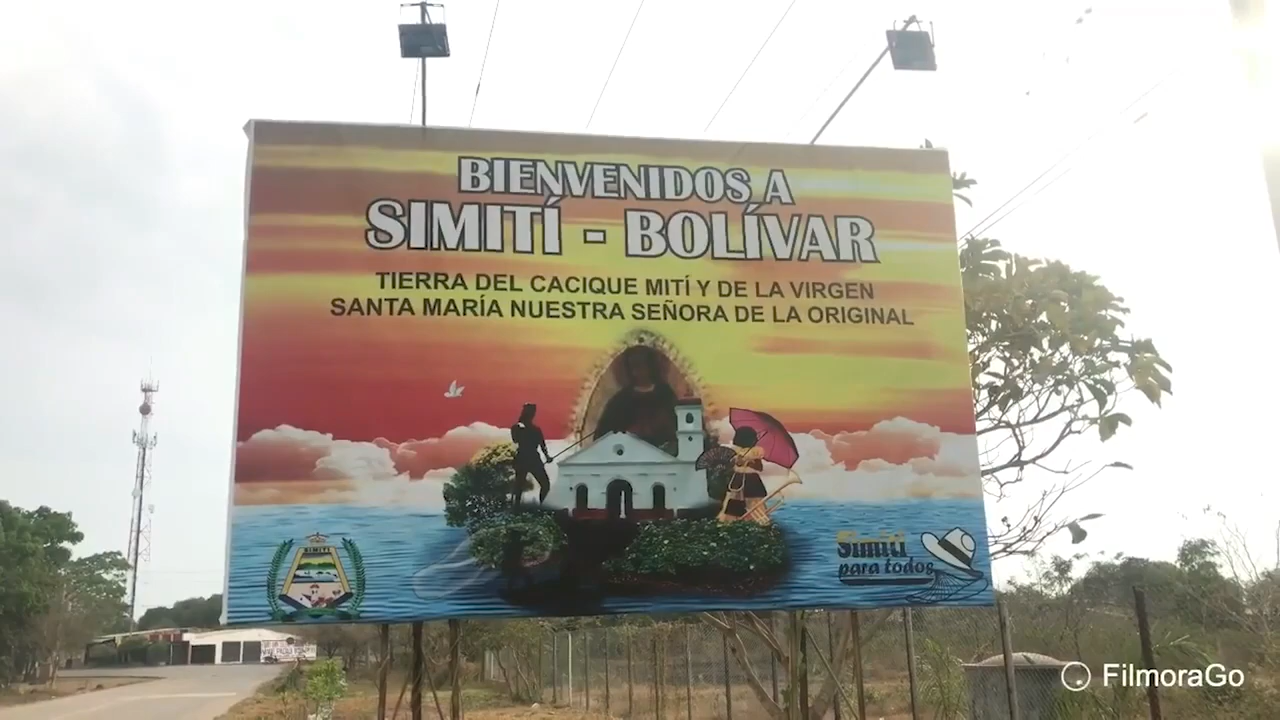 BIENVENIDOS A
SIMITÍ - BOLÍVAR
TIERRA DEL CACIQUE MITÍ Y DE LA VIRGEN
SANTA MARÍA NUESTRA SEÑORA DE LA ORIGINAL
SIMITÍ
Simití
para todos
FilmoraGo